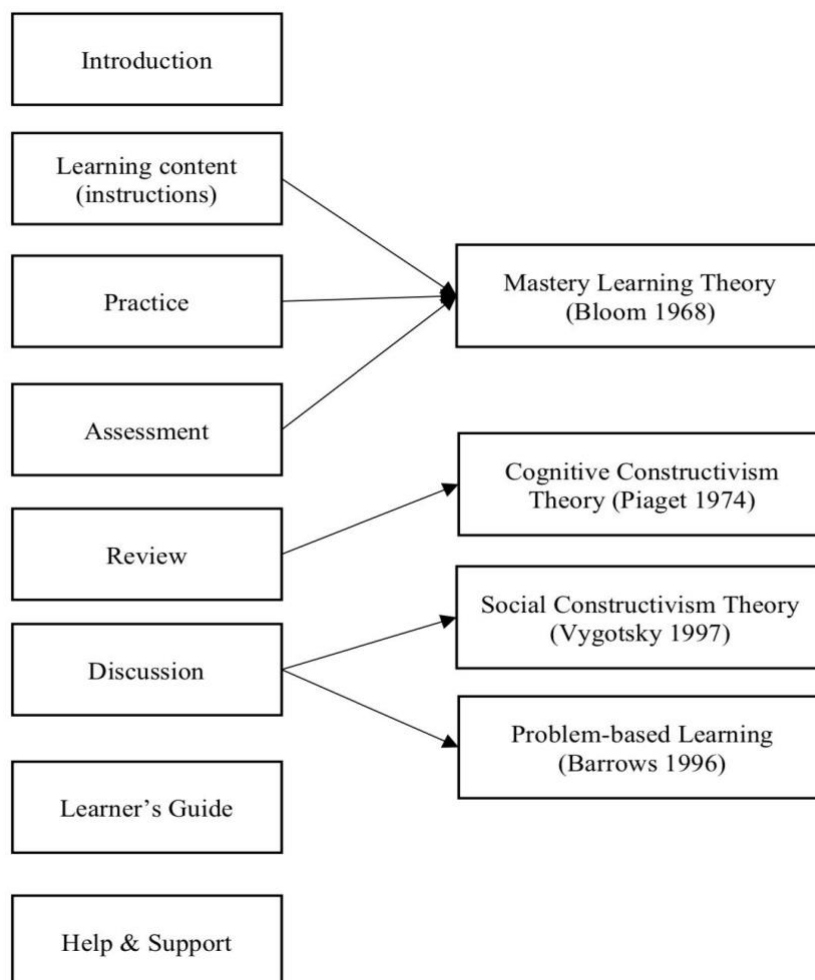 Introduction
Learning content
(instructions)
Practice
Assessment
Review
Discussion
Learner's Guide
Help & Support
Mastery Learning Theory
(Bloom 1968)
Cognitive Constructivism
Theory (Piaget 1974)
Social Constructivism Theory
(Vygotsky 1997)
Problem-based Learning
(Barrows 1996)